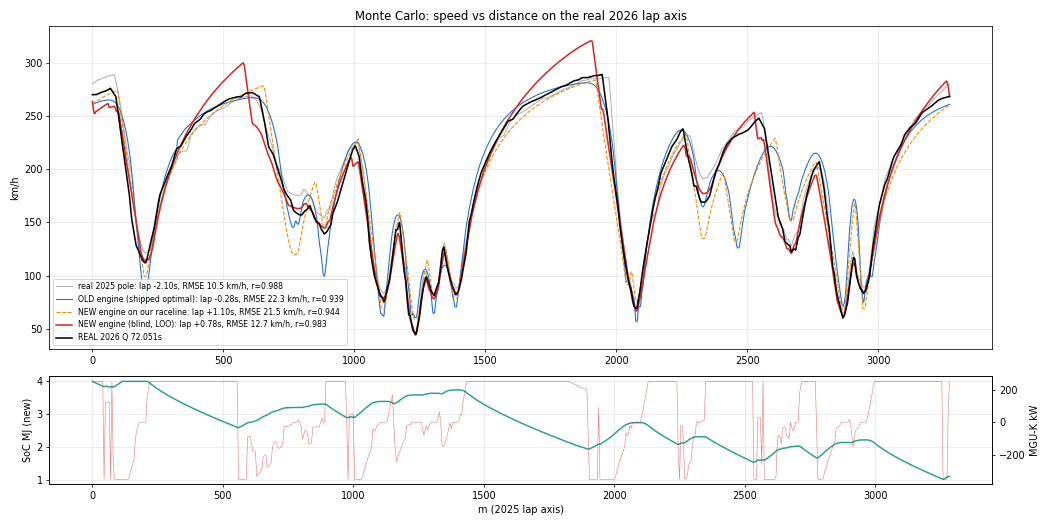 Monte Carlo: speed vs distance on the real 2026 lap axis
km/h
300
250
200
150
100
50
real 2025 pole: lap -2.10s, RMSE 10.5 km/h, r=0.988
OLD engine (shipped optimal): lap -0.28s, RMSE 22.3 km/h, r=0.939
NEW engine on our raceline: lap +1.10s, RMSE 21.5 km/h, r=0.944
NEW engine (blind, LOO): lap +0.78s, RMSE 12.7 km/h, r=0.983
REAL 2026 Q 72.051s
0 500 1000 1500 2000 2500 3000
SoC MJ (new)
4
3
2
1
200
0
−200
MGU-K kW
0 500 1000 1500 2000 2500 3000
m (2025 lap axis)